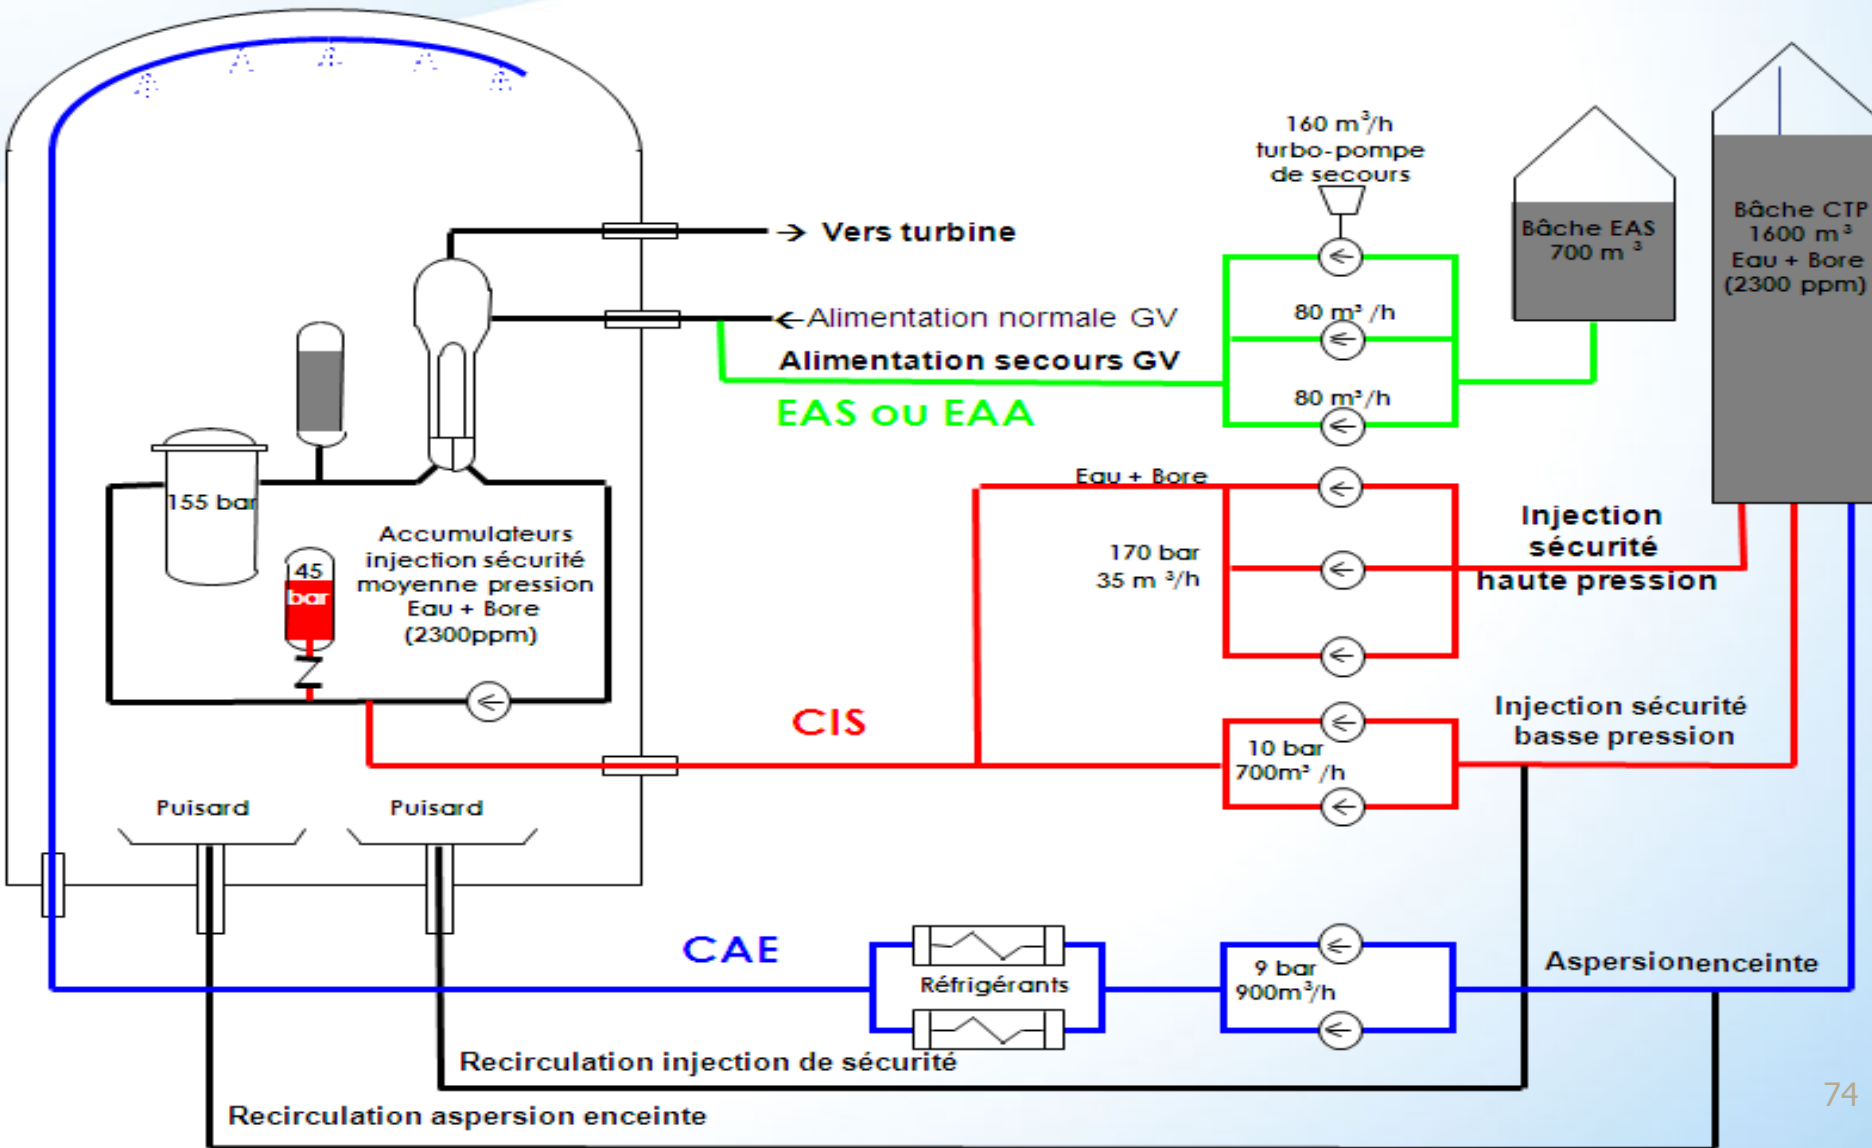 160 m³/h
turbo-pompe
de secours
Bâche EAS
700 m ³
Bâche CTP
1600 m³
Eau + Bore
(2300 ppm)
→ Vers turbine
←Alimentation normale GV
Alimentation secours GV
EAS ou EAA
80 m³ /h
80 m³/h
155 bar
45
bar
Accumulateurs
injection sécurité
moyenne pression
Eau + Bore
(2300ppm)
Eau + Bore
170 bar
35 m ³/h
Injection
sécurité
haute pression
CIS
10 bar
700m³ /h
Injection sécurité
basse pression
Puisard
Puisard
CAE
Réfrigérants
9 bar
900m³/h
Aspersionenceinte
Recirculation injection de sécurité
Recirculation aspersion enceinte
74